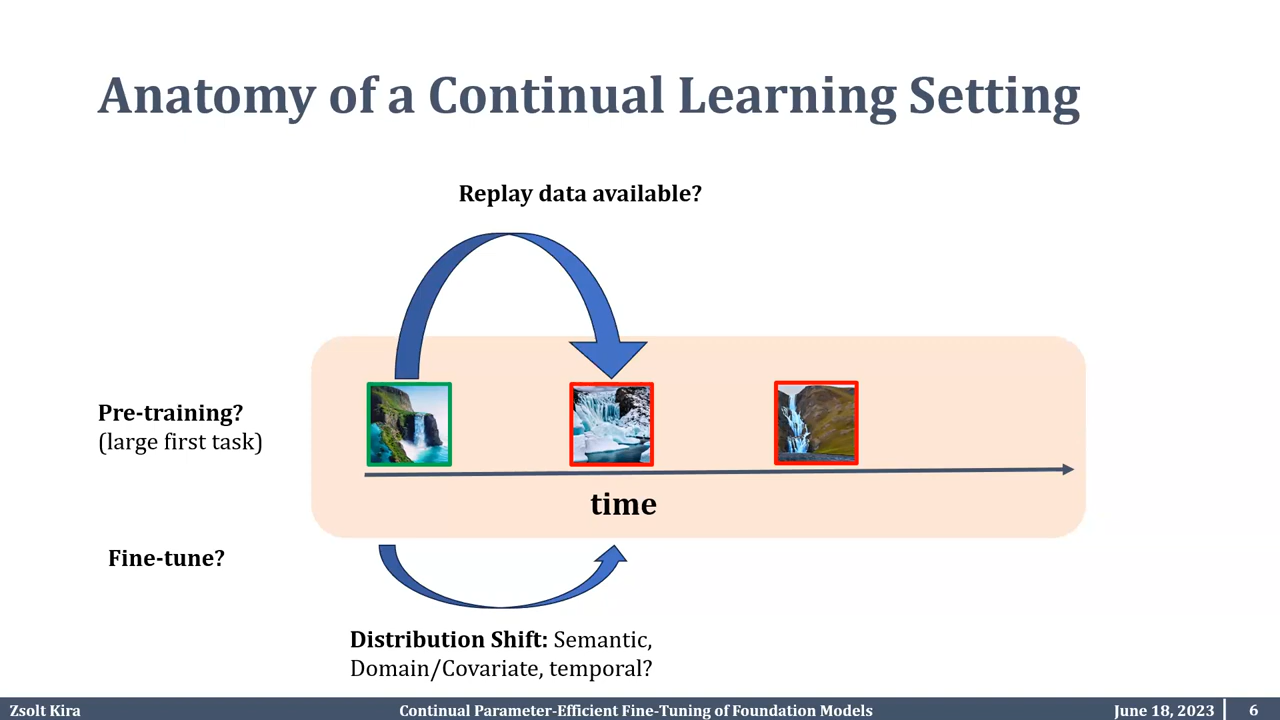 Anatomy of a Continual Learning Setting
Replay data available?
Pre-training?
(large first task)
time
Fine-tune?
Distribution Shift: Semantic,
Domain/Covariate, temporal?
Zsolt Kira
Continual Parameter-Efficient Fine-Tuning of Foundation Models
June 18, 2023
6